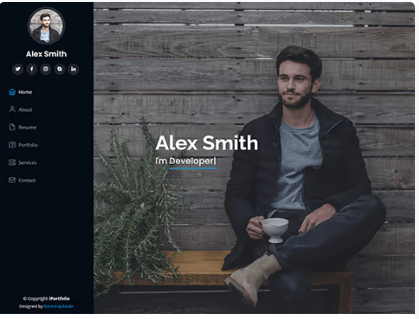 Alex Smith
Home
About
Resume
Portfolio
Services
Contact
© Copyright iPortfolio
Designed by BootstrapMade
Alex Smith
I'm Developer|